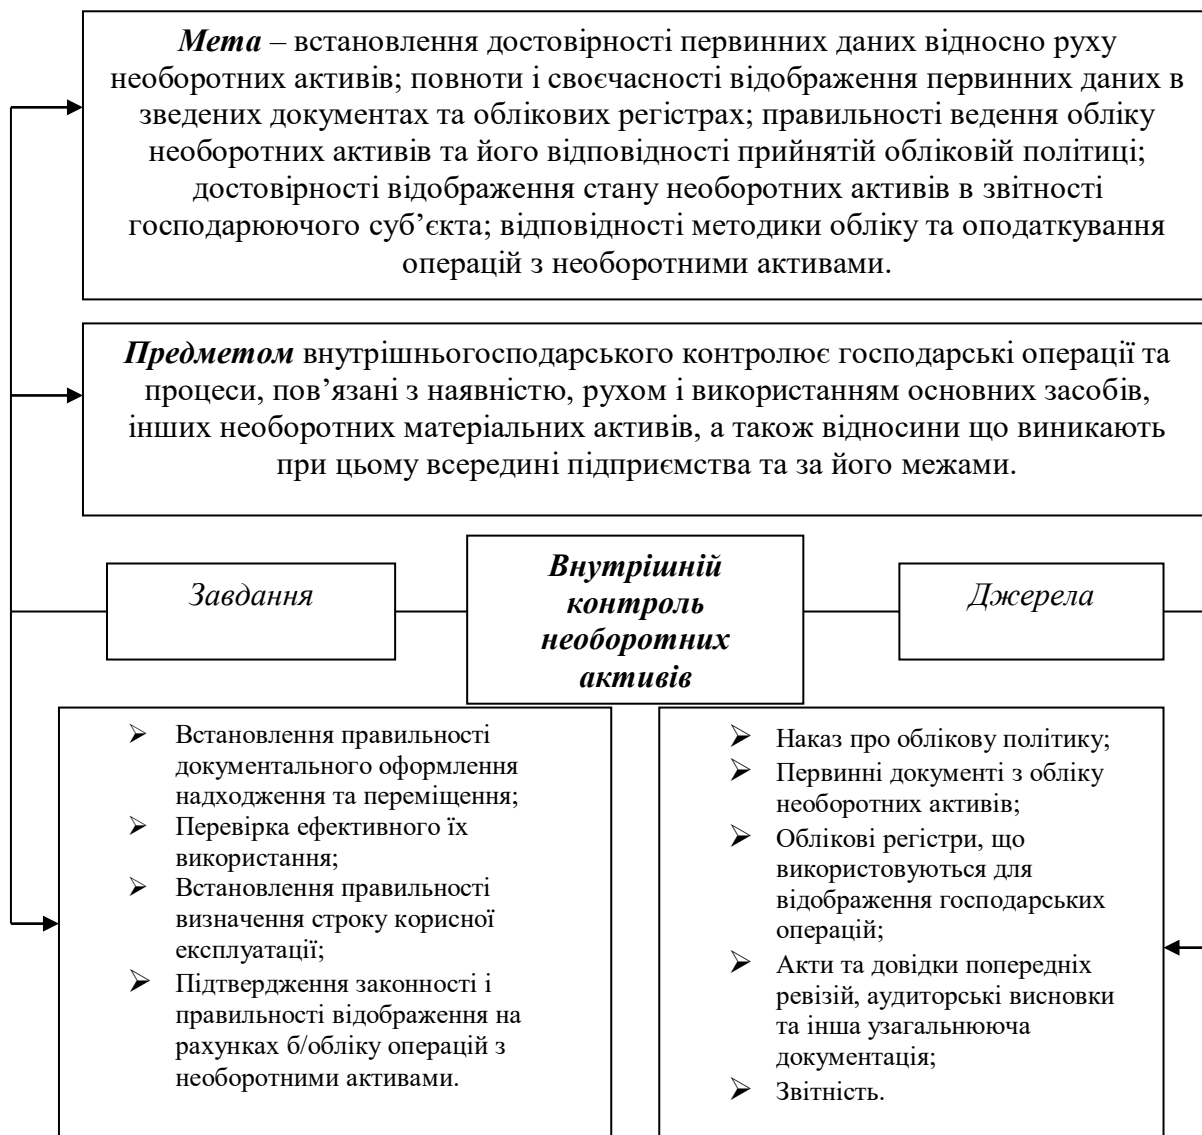 Мета – встановлення достовірності первинних даних відносно руху
необоротних активів; повноти і своєчасності відображення первинних даних в
зведених документах та облікових регістрах; правильності ведення обліку
необоротних активів та його відповідності прийнятій обліковій політиці;
достовірності відображення стану необоротних активів в звітності
господарюючого суб’єкта; відповідності методики обліку та оподаткування
операцій з необоротними активами.
Предметом внутрішньогосподарського контролює господарські операції та
процеси, пов’язані з наявністю, рухом і використанням основних засобів,
інших необоротних матеріальних активів, а також відносини що виникають
при цьому всередині підприємства та за його межами.
Завдання
Внутрішній
контроль
необоротних
активів
Джерела
➢ Встановлення правильності
документального оформлення
надходження та переміщення;
➢ Перевірка ефективного їх
використання;
➢ Встановлення правильності
визначення строку корисної
експлуатації;
➢ Підтвердження законності і
правильності відображення на
рахунках б/обліку операцій з
необоротними активами.
➢ Наказ про облікову політику;
➢ Первинні документі з обліку
необоротних активів;
➢ Облікові регістри, що
використовуються для
відображення господарських
операцій;
➢ Акти та довідки попередніх
ревізій, аудиторські висновки
та інша узагальнююча
документація;
➢ Звітність.